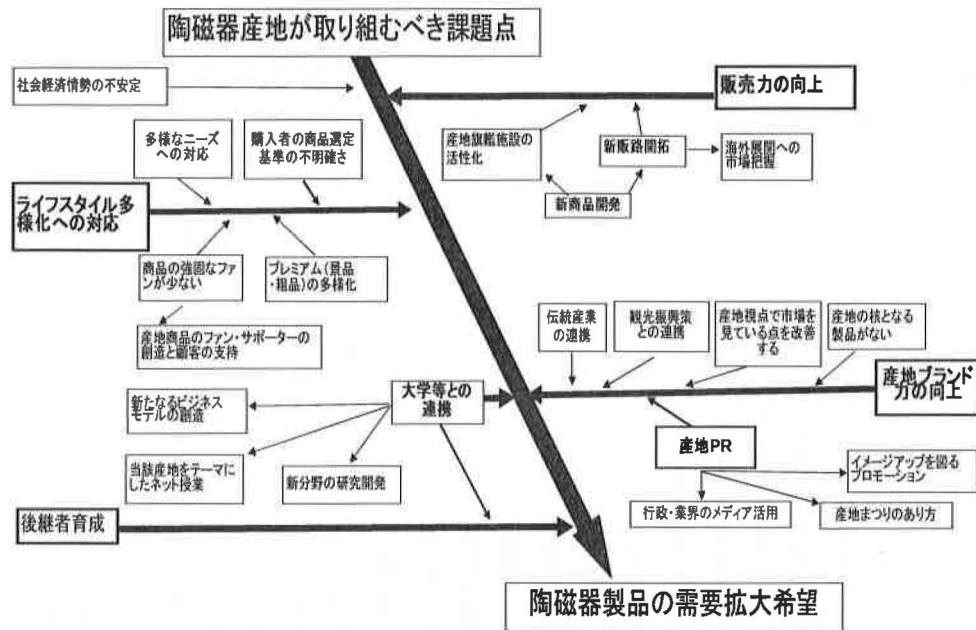 陶磁器産地が取り組むべき課題点
社会経済情勢の不安定
販売力の向上
多様なニーズ
への対応
購入者の商品選定
基準の不明確さ
産地旗艦施設の
活性化
新販路開拓
海外展開への
市場把握
新商品開発
ライフスタイル多
様化への対応
商品の強固なファ
ンが少ない
プレミアム(景品
・粗品)の多様化
産地商品のファン・サポーターの
創造と顧客の支持
伝統産業
の連携
観光振興策
との連携
産地視点で市場を
見ている点を改善
する
産地の核となる
製品がない
産地ブランド
力の向上
大学等との
連携
新たなるビジネス
モデルの創造
当該産地をテーマに
したネット授業
新分野の研究開発
産地PR
イメージアップを図る
プロモーション
行政・業界のメディア活用
産地まつりのあり方
後継者育成
陶磁器製品の需要拡大希望